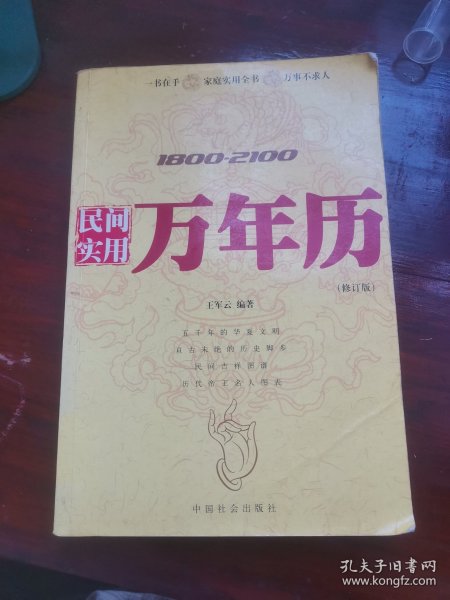 一书在手 家庭实用全书 万事不求人
1800-2100
民间
实用
万年历
(修订版)
王军云 编著
五千年的华夏文明
亘古未绝的历史脚步
民间吉祥图谱
历代帝王名人图表
中国社会出版社
孔夫子旧书网
www.kongfz.com